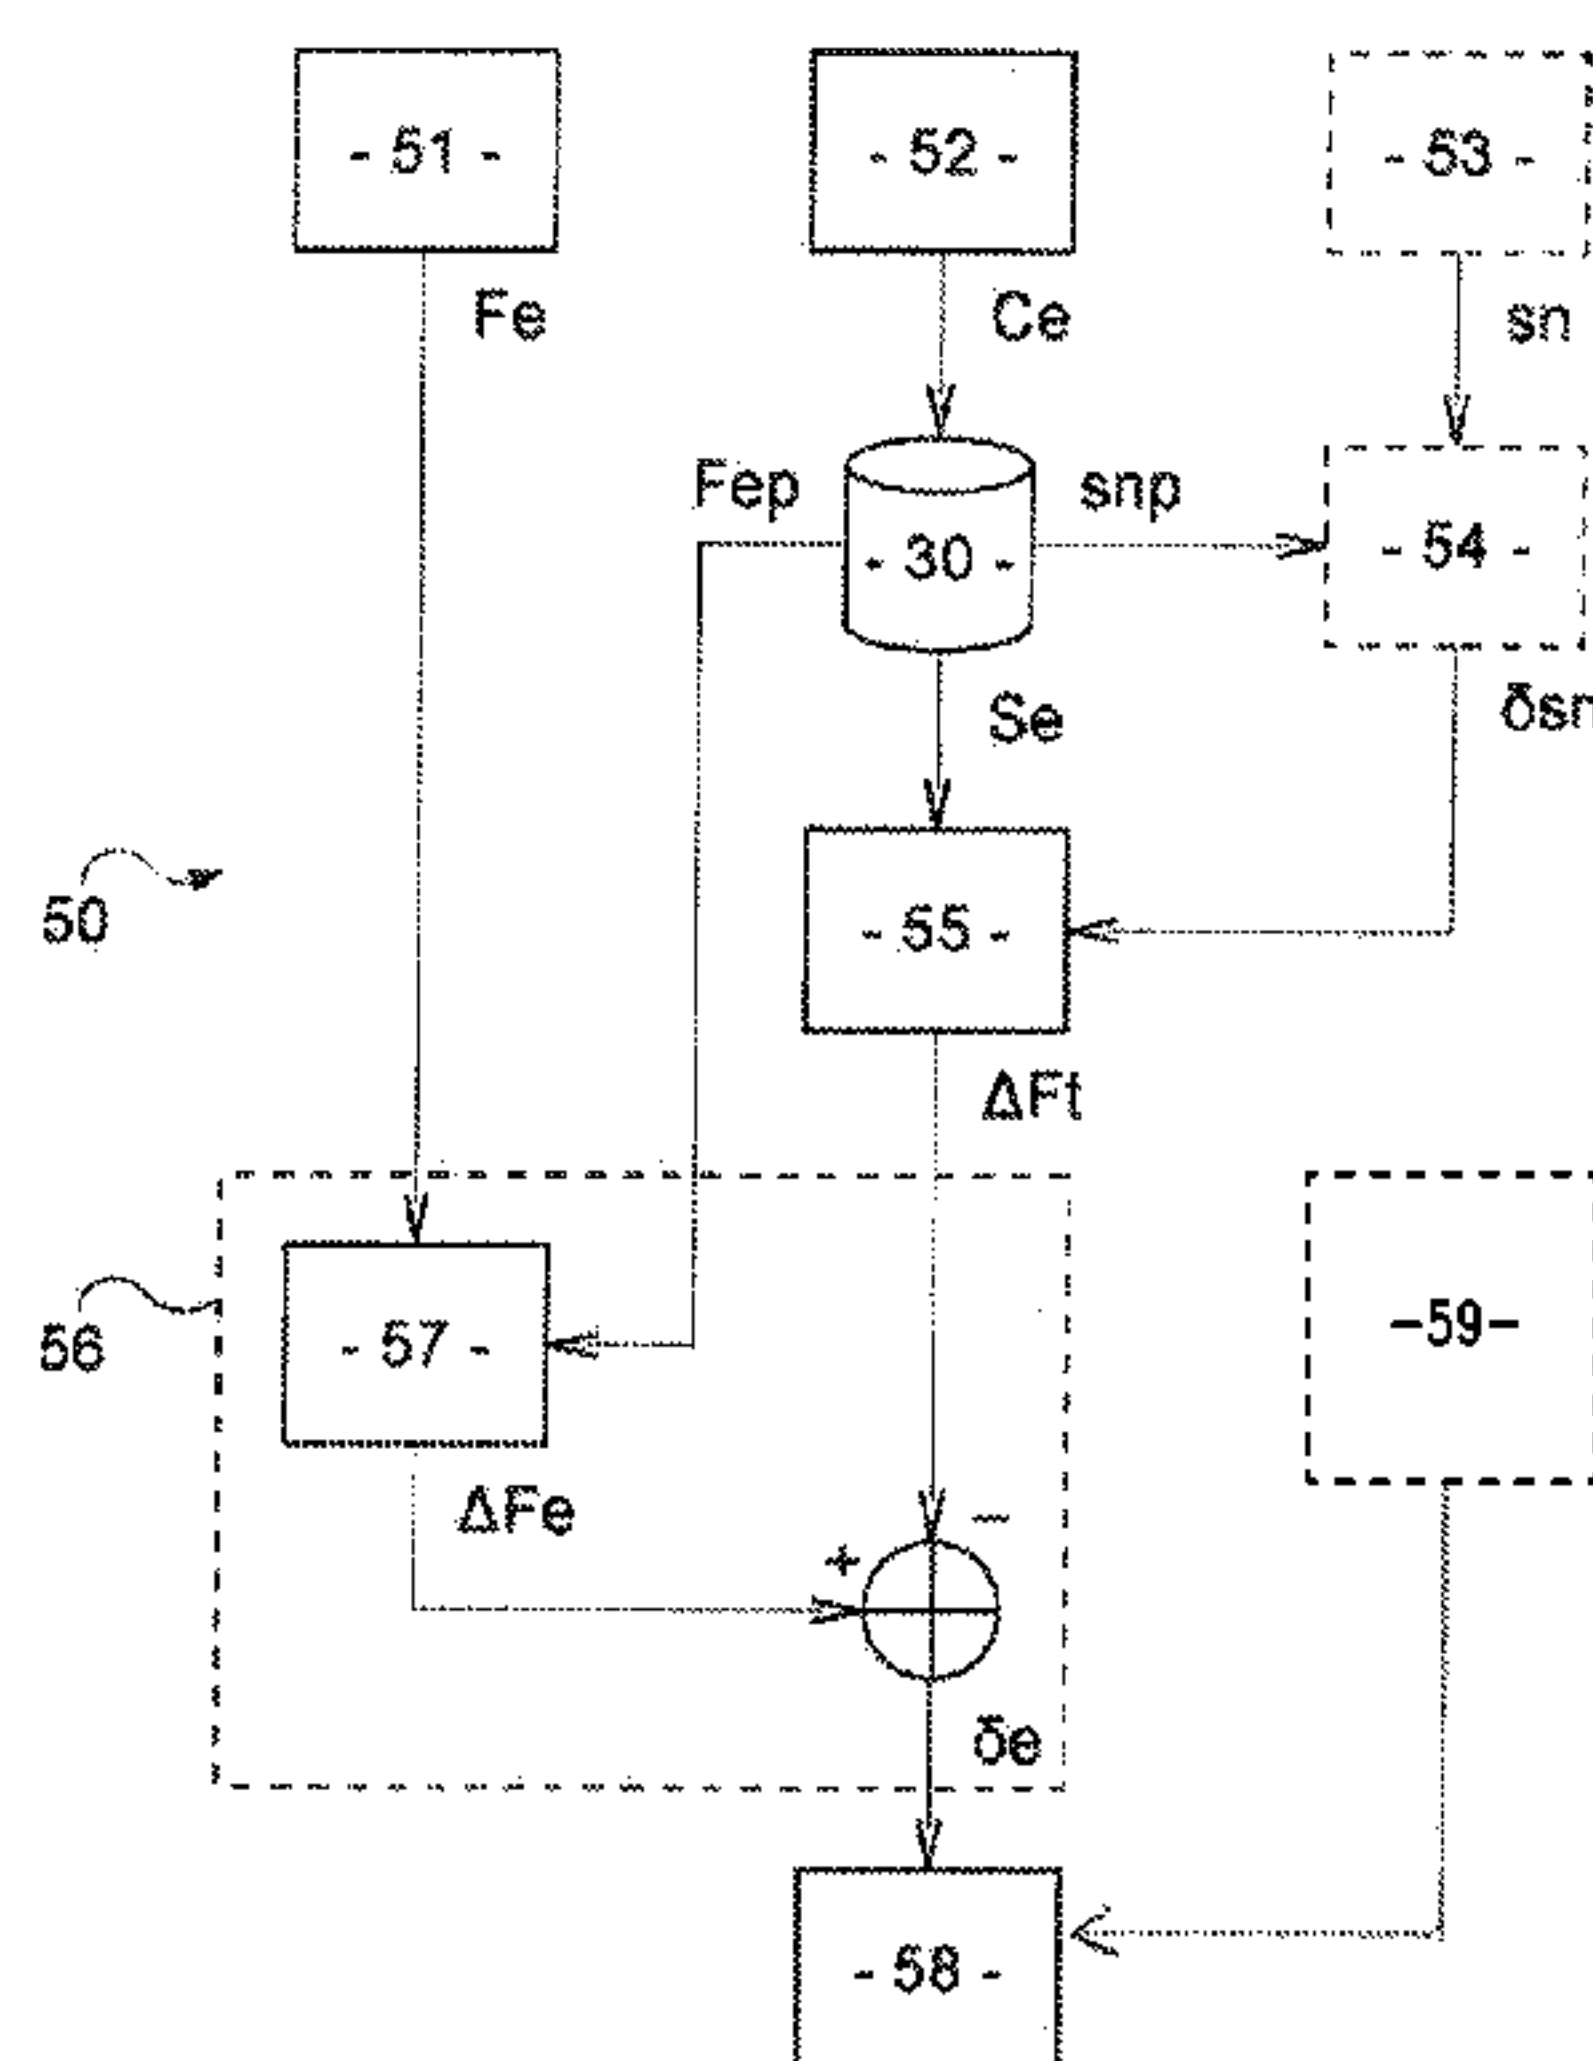 - 51 -
- 52 -
- 53 -
Fe
Ce
sn
Fep
snp
- 30 -
- 54 -
Se
δsn
50
- 55 -
ΔFt
56
- 57 -
-59-
ΔFe
+
−
δe
- 58 -